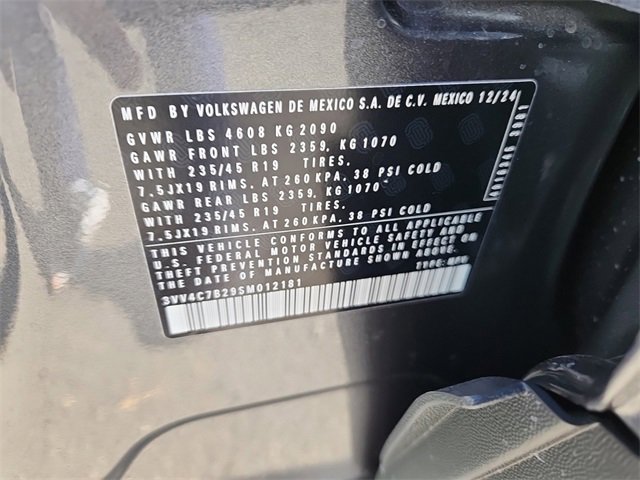 MFD BY VOLKSWAGEN DE MEXICO S.A. DE C.V. MEXICO 12/24
GVWR LBS 4608 KG 2090
GAWR FRONT LBS 2359, KG 1070
WITH 235/45 R19 TIRES.
7.5JX19 RIMS. AT 260 KPA. 38 PSI COLD
GAWR REAR LBS 2359, KG 1070
WITH 235/45 R19 TIRES.
7.5JX19 RIMS. AT 260 KPA. 38 PSI COLD
THIS VEHICLE CONFORMS TO ALL APPLICABLE
U.S. FEDERAL MOTOR VEHICLE SAFETY AND
THEFT PREVENTION STANDARDS IN EFFECT ON
THE DATE OF MANUFACTURE SHOWN ABOVE.
3VV4C7B29SM012181 TYPE: MPV